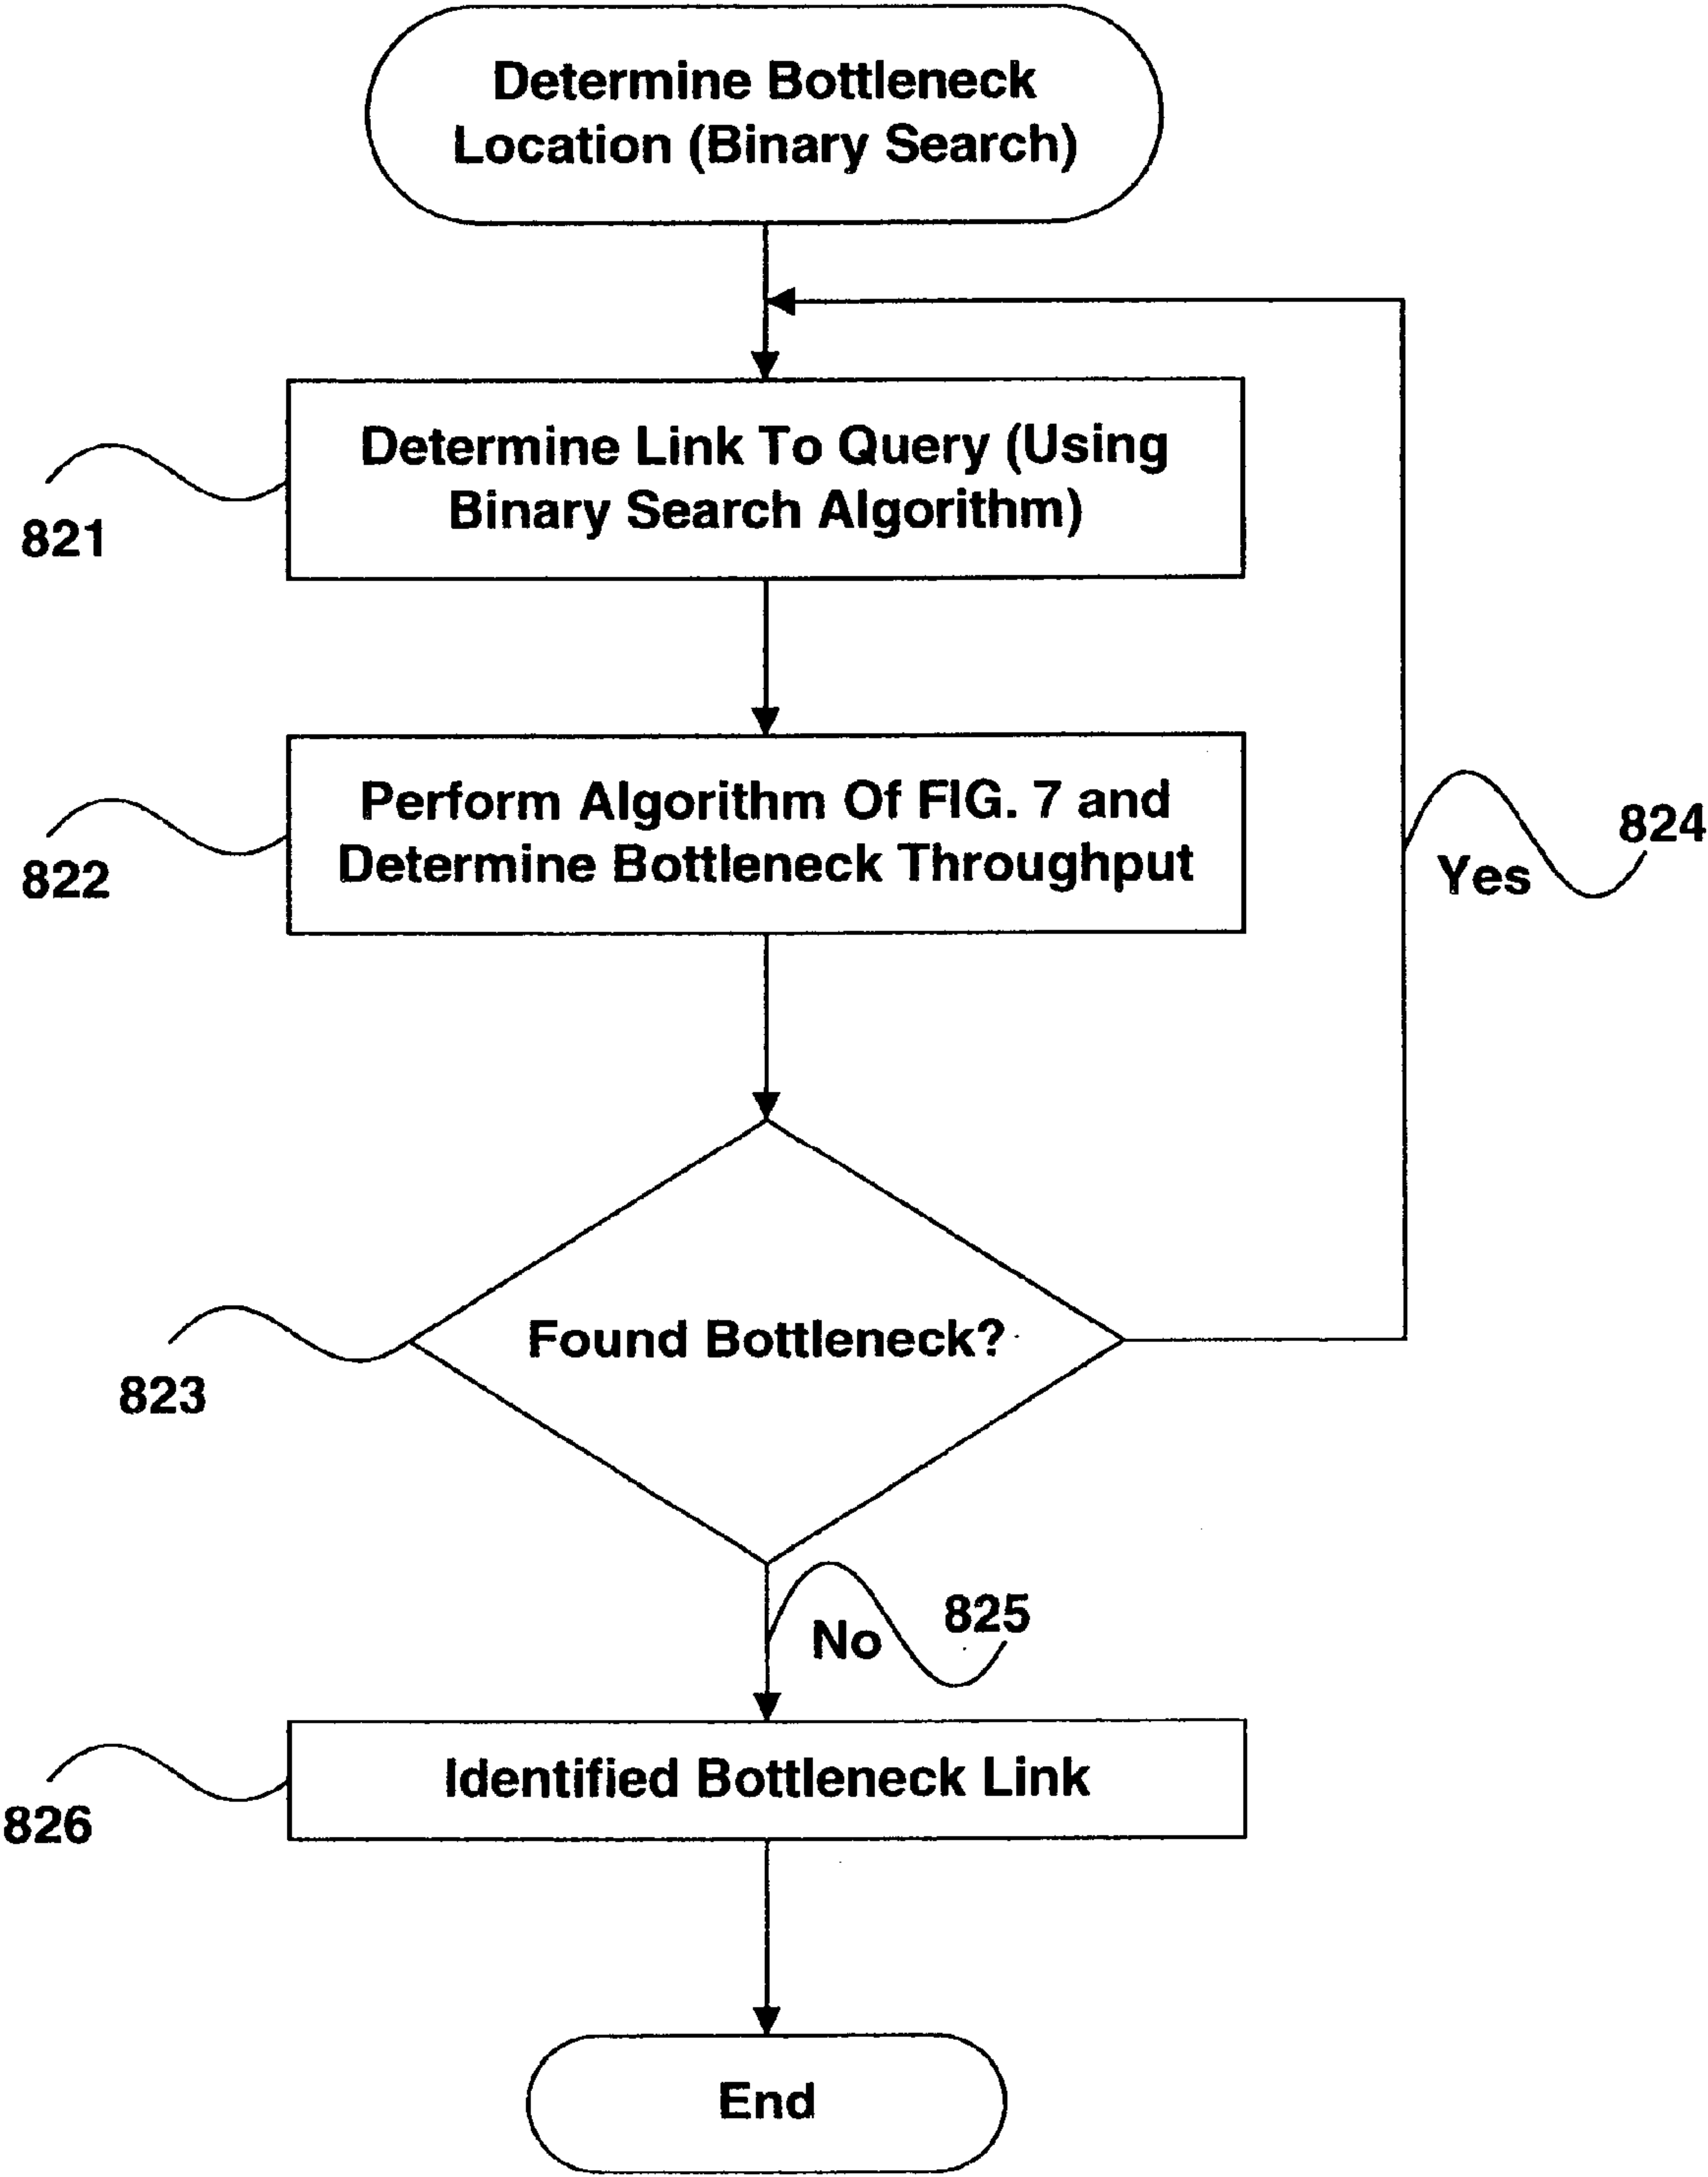 Determine Bottleneck
Location (Binary Search)
Determine Link To Query (Using
Binary Search Algorithm)
821
Perform Algorithm Of FIG. 7 and
Determine Bottleneck Throughput
822
824
Yes
Found Bottleneck?
823
825
No
Identified Bottleneck Link
826
End